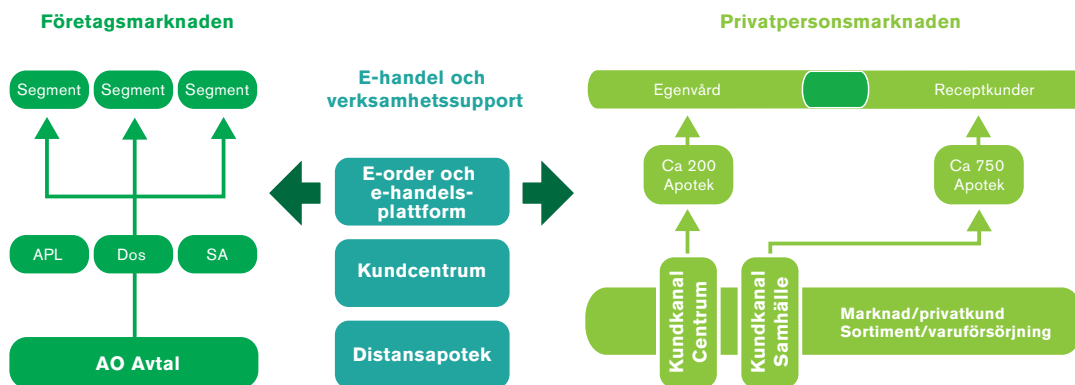 Företagsmarknaden
Segment
Segment
Segment
APL
Dos
SA
AO Avtal
E-handel och
verksamhetssupport
E-order och
e-handels-
plattform
Kundcentrum
Distansapotek
Privatpersonsmarknaden
Egenvård
Receptkunder
Ca 200
Apotek
Ca 750
Apotek
Kundkanal
Centrum
Kundkanal
Samhälle
Marknad/privatkund
Sortiment/varuförsörjning